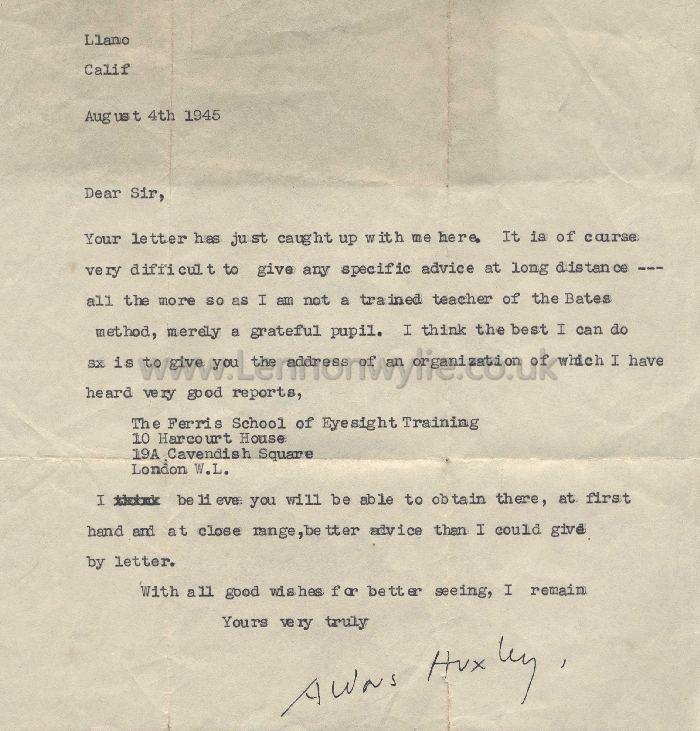 Llano
Calif
August 4th 1945
Dear Sir,
Your letter has just caught up with me here. It is of course
very difficult to give any specific advice at long distance ---
all the more so as I am not a trained teacher of the Bates
method, merely a grateful pupil. I think the best I can do
sx is to give you the address of an organization of which I have
www.Lennonwylie.co.uk
heard very good reports,
The Ferris School of Eyesight Training
10 Harcourt House
19A Cavendish Square
London W.L.
I think believe you will be able to obtain there, at first
hand and at close range,better advice than I could give
by letter.
With all good wishes for better seeing, I remain
Yours very truly
Aldous Huxley.